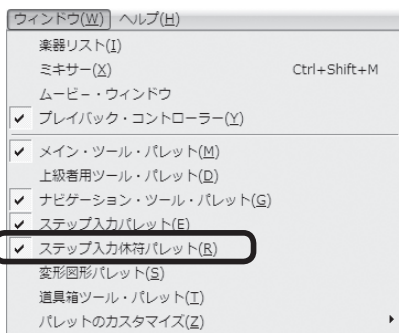 ウィンドウ(W) ヘルプ(H)
楽器リスト(I)
ミキサー(X) Ctrl+Shift+M
ムービー・ウィンドウ
プレイバック・コントローラー(Y)
メイン・ツール・パレット(M)
上級者用ツール・パレット(D)
ナビゲーション・ツール・パレット(G)
ステップ入力パレット(E)
ステップ入力休符パレット(R)
変形図形パレット(S)
道具箱ツール・パレット(T)
パレットのカスタマイズ(Z)